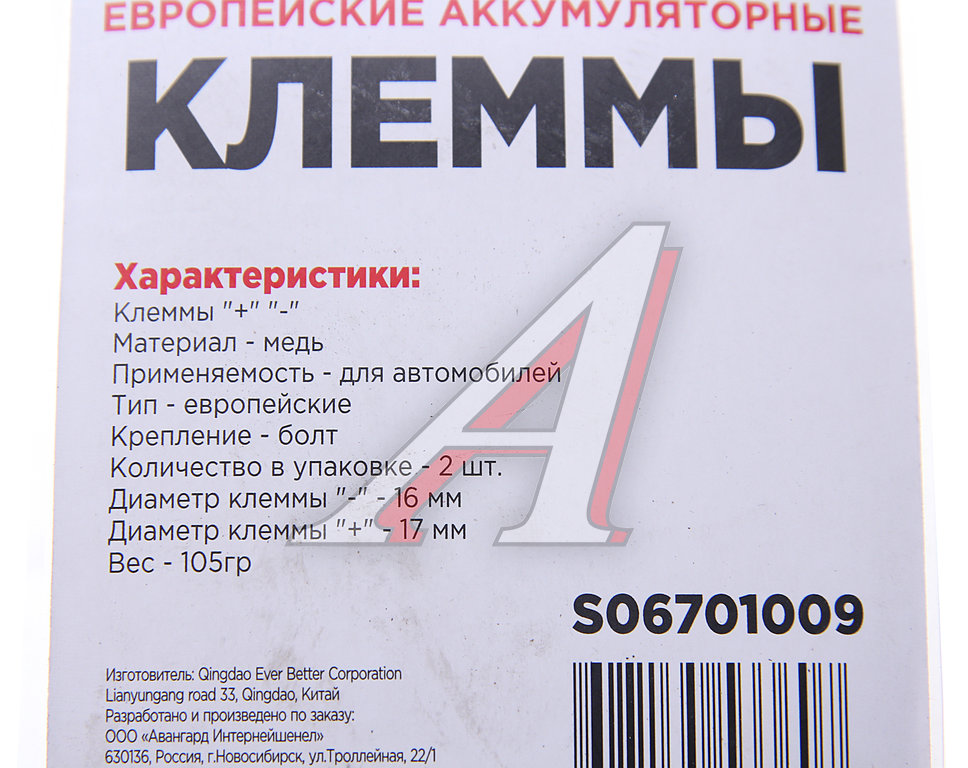 ЕВРОПЕЙСКИЕ АККУМУЛЯТОРНЫЕ
КЛЕММЫ
Характеристики:
Клеммы "+" "-"
Материал - медь
Применяемость - для автомобилей
Тип - европейские
Крепление - болт
Количество в упаковке - 2 шт.
Диаметр клеммы "-" - 16 мм
Диаметр клеммы "+" - 17 мм
Вес - 105гр
S06701009
Изготовитель: Qingdao Ever Better Corporation
Lianyungang road 33, Qingdao, Китай
Разработано и произведено по заказу:
ООО «Авангард Интернейшенел»
630136, Россия, г.Новосибирск, ул.Троллейная, 22/1